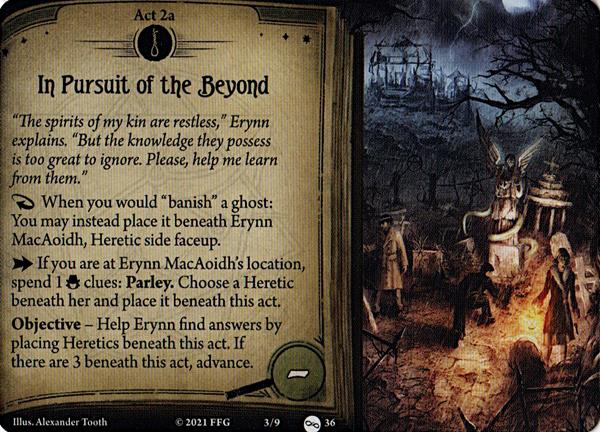 Act 2a
In Pursuit of the Beyond
“The spirits of my kin are restless,” Erynn
explains. “But the knowledge they possess
is too great to ignore. Please, help me learn
from them.”
When you would “banish” a ghost:
You may instead place it beneath Erynn
MacAoidh, Heretic side faceup.
If you are at Erynn MacAoidh’s location,
spend 1 clues: Parley. Choose a Heretic
beneath her and place it beneath this act.
Objective – Help Erynn find answers by
placing Heretics beneath this act. If
there are 3 beneath this act, advance.
–
Illus. Alexander Tooth © 2021 FFG 3/9 36